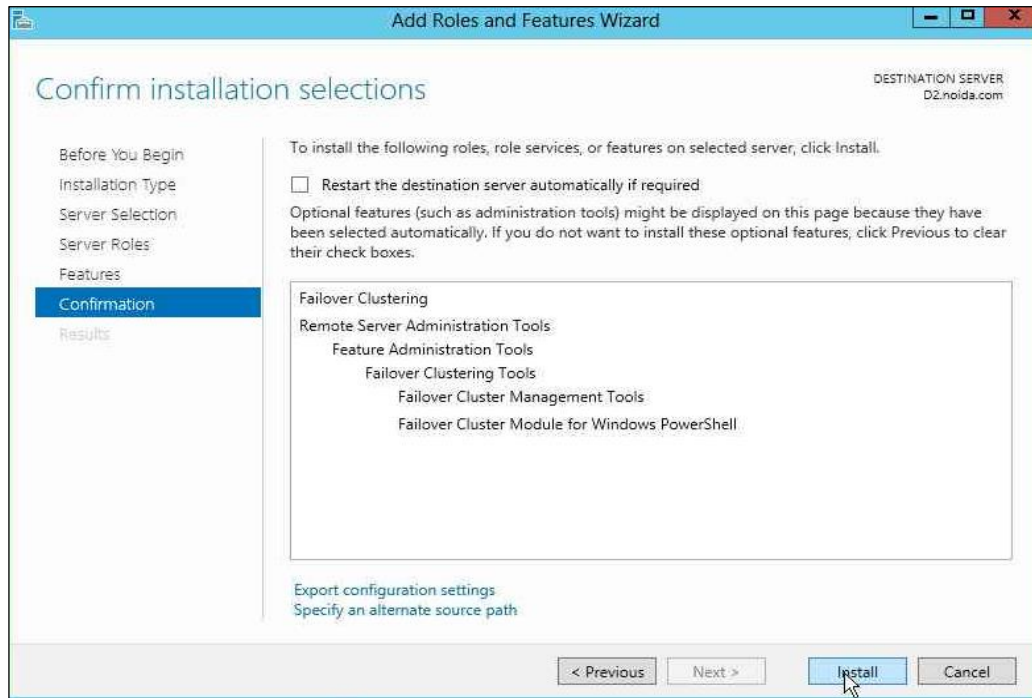 Add Roles and Features Wizard
Confirm installation selections
DESTINATION SERVER
D2.noida.com
Before You Begin
Installation Type
Server Selection
Server Roles
Features
Confirmation
Results
To install the following roles, role services, or features on selected server, click Install.
Restart the destination server automatically if required
Optional features (such as administration tools) might be displayed on this page because they have
been selected automatically. If you do not want to install these optional features, click Previous to clear
their check boxes.
Failover Clustering
Remote Server Administration Tools
Feature Administration Tools
Failover Clustering Tools
Failover Cluster Management Tools
Failover Cluster Module for Windows PowerShell
Export configuration settings
Specify an alternate source path
< Previous
Next >
Install
Cancel